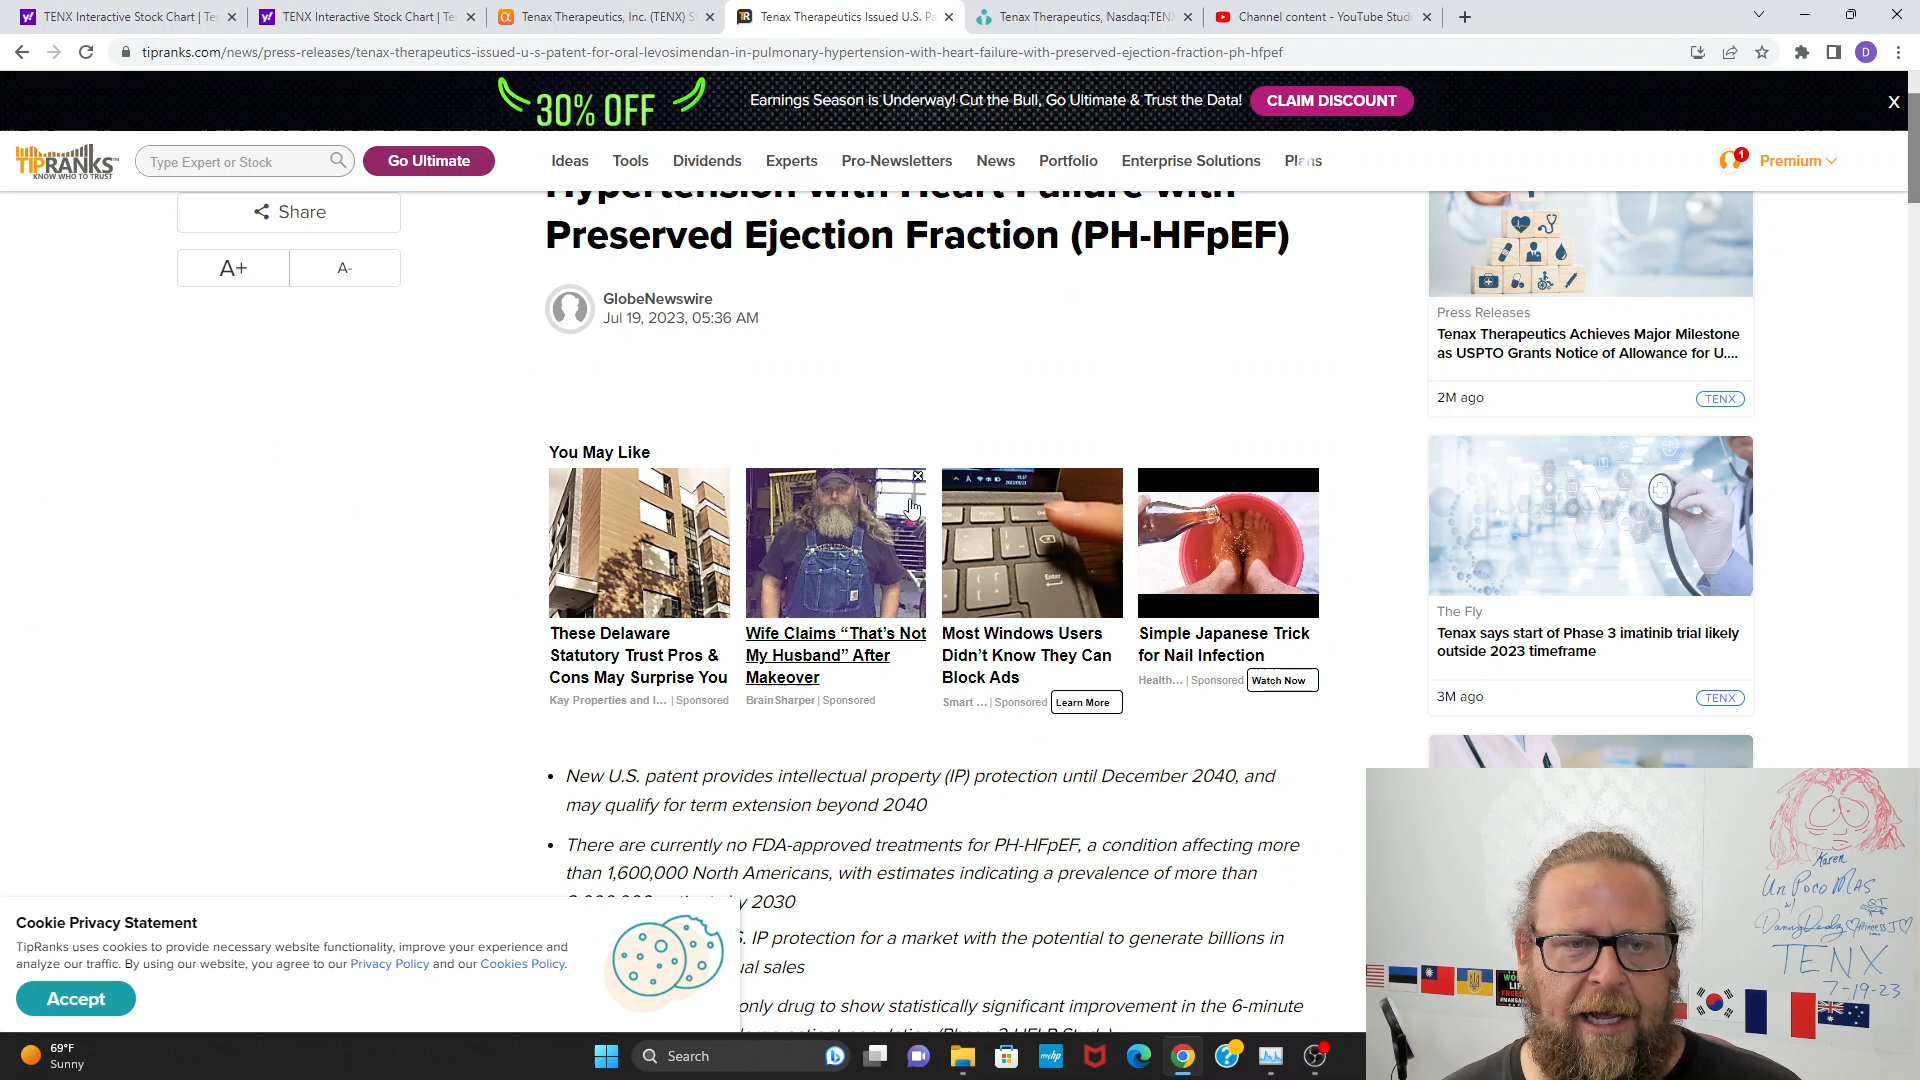 TENX Interactive Stock Chart | Te
TENX Interactive Stock Chart | Te
Tenax Therapeutics, Inc. (TENX) S
Tenax Therapeutics Issued U.S. Pa
Tenax Therapeutics, Nasdaq:TEN
Channel content - YouTube Studi
tipranks.com/news/press-releases/tenax-therapeutics-issued-u-s-patent-for-oral-levosimendan-in-pulmonary-hypertension-with-heart-failure-with-preserved-ejection-fraction-ph-hfpef
D
30% OFF
Earnings Season is Underway! Cut the Bull, Go Ultimate & Trust the Data!
CLAIM DISCOUNT
X
TIPRANKS
KNOW WHO TO TRUST
Type Expert or Stock
Go Ultimate
Ideas
Tools
Dividends
Experts
Pro-Newsletters
News
Portfolio
Enterprise Solutions
Plans
1
Premium
Share
A+
A-
Hypertension with Heart Failure with
Preserved Ejection Fraction (PH-HFpEF)
GlobeNewswire
Jul 19, 2023, 05:36 AM
You May Like
Enter
These Delaware
Statutory Trust Pros &
Cons May Surprise You
Kay Properties and I... | Sponsored
Wife Claims “That’s Not
My Husband” After
Makeover
BrainSharper | Sponsored
Most Windows Users
Didn’t Know They Can
Block Ads
Smart ... | Sponsored
Learn More
Simple Japanese Trick
for Nail Infection
Health... | Sponsored
Watch Now
• New U.S. patent provides intellectual property (IP) protection until December 2040, and
may qualify for term extension beyond 2040
• There are currently no FDA-approved treatments for PH-HFpEF, a condition affecting more
than 1,600,000 North Americans, with estimates indicating a prevalence of more than
y 2030
. IP protection for a market with the potential to generate billions in
al sales
only drug to show statistically significant improvement in the 6-minute
Press Releases
Tenax Therapeutics Achieves Major Milestone
as USPTO Grants Notice of Allowance for U....
2M ago
TENX
The Fly
Tenax says start of Phase 3 imatinib trial likely
outside 2023 timeframe
3M ago
TENX
Cookie Privacy Statement
TipRanks uses cookies to provide necessary website functionality, improve your experience and
analyze our traffic. By using our website, you agree to our Privacy Policy and our Cookies Policy.
Accept
Karen
Un Poco Mas
w/
TENX
7-19-23
69°F
Sunny
Search